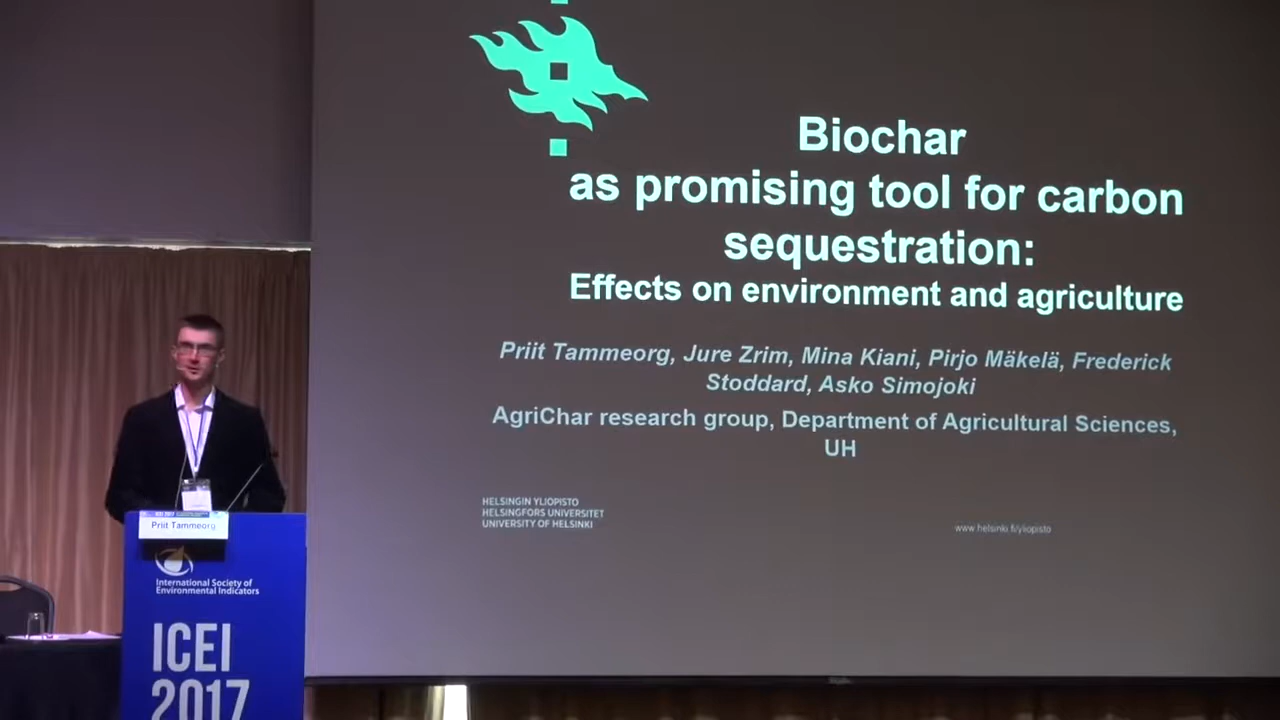 Biochar
as promising tool for carbon
sequestration:
Effects on environment and agriculture
Priit Tammeorg, Jure Zrim, Mina Kiani, Pirjo Mäkelä, Frederick
Stoddard, Asko Simojoki
AgriChar research group, Department of Agricultural Sciences,
UH
HELSINGIN YLIOPISTO
HELSINGFORS UNIVERSITET
UNIVERSITY OF HELSINKI
www.helsinki.fi/yliopisto
ICEI 2017
Priit Tammeorg
International Society of
Environmental Indicators
ICEI
2017